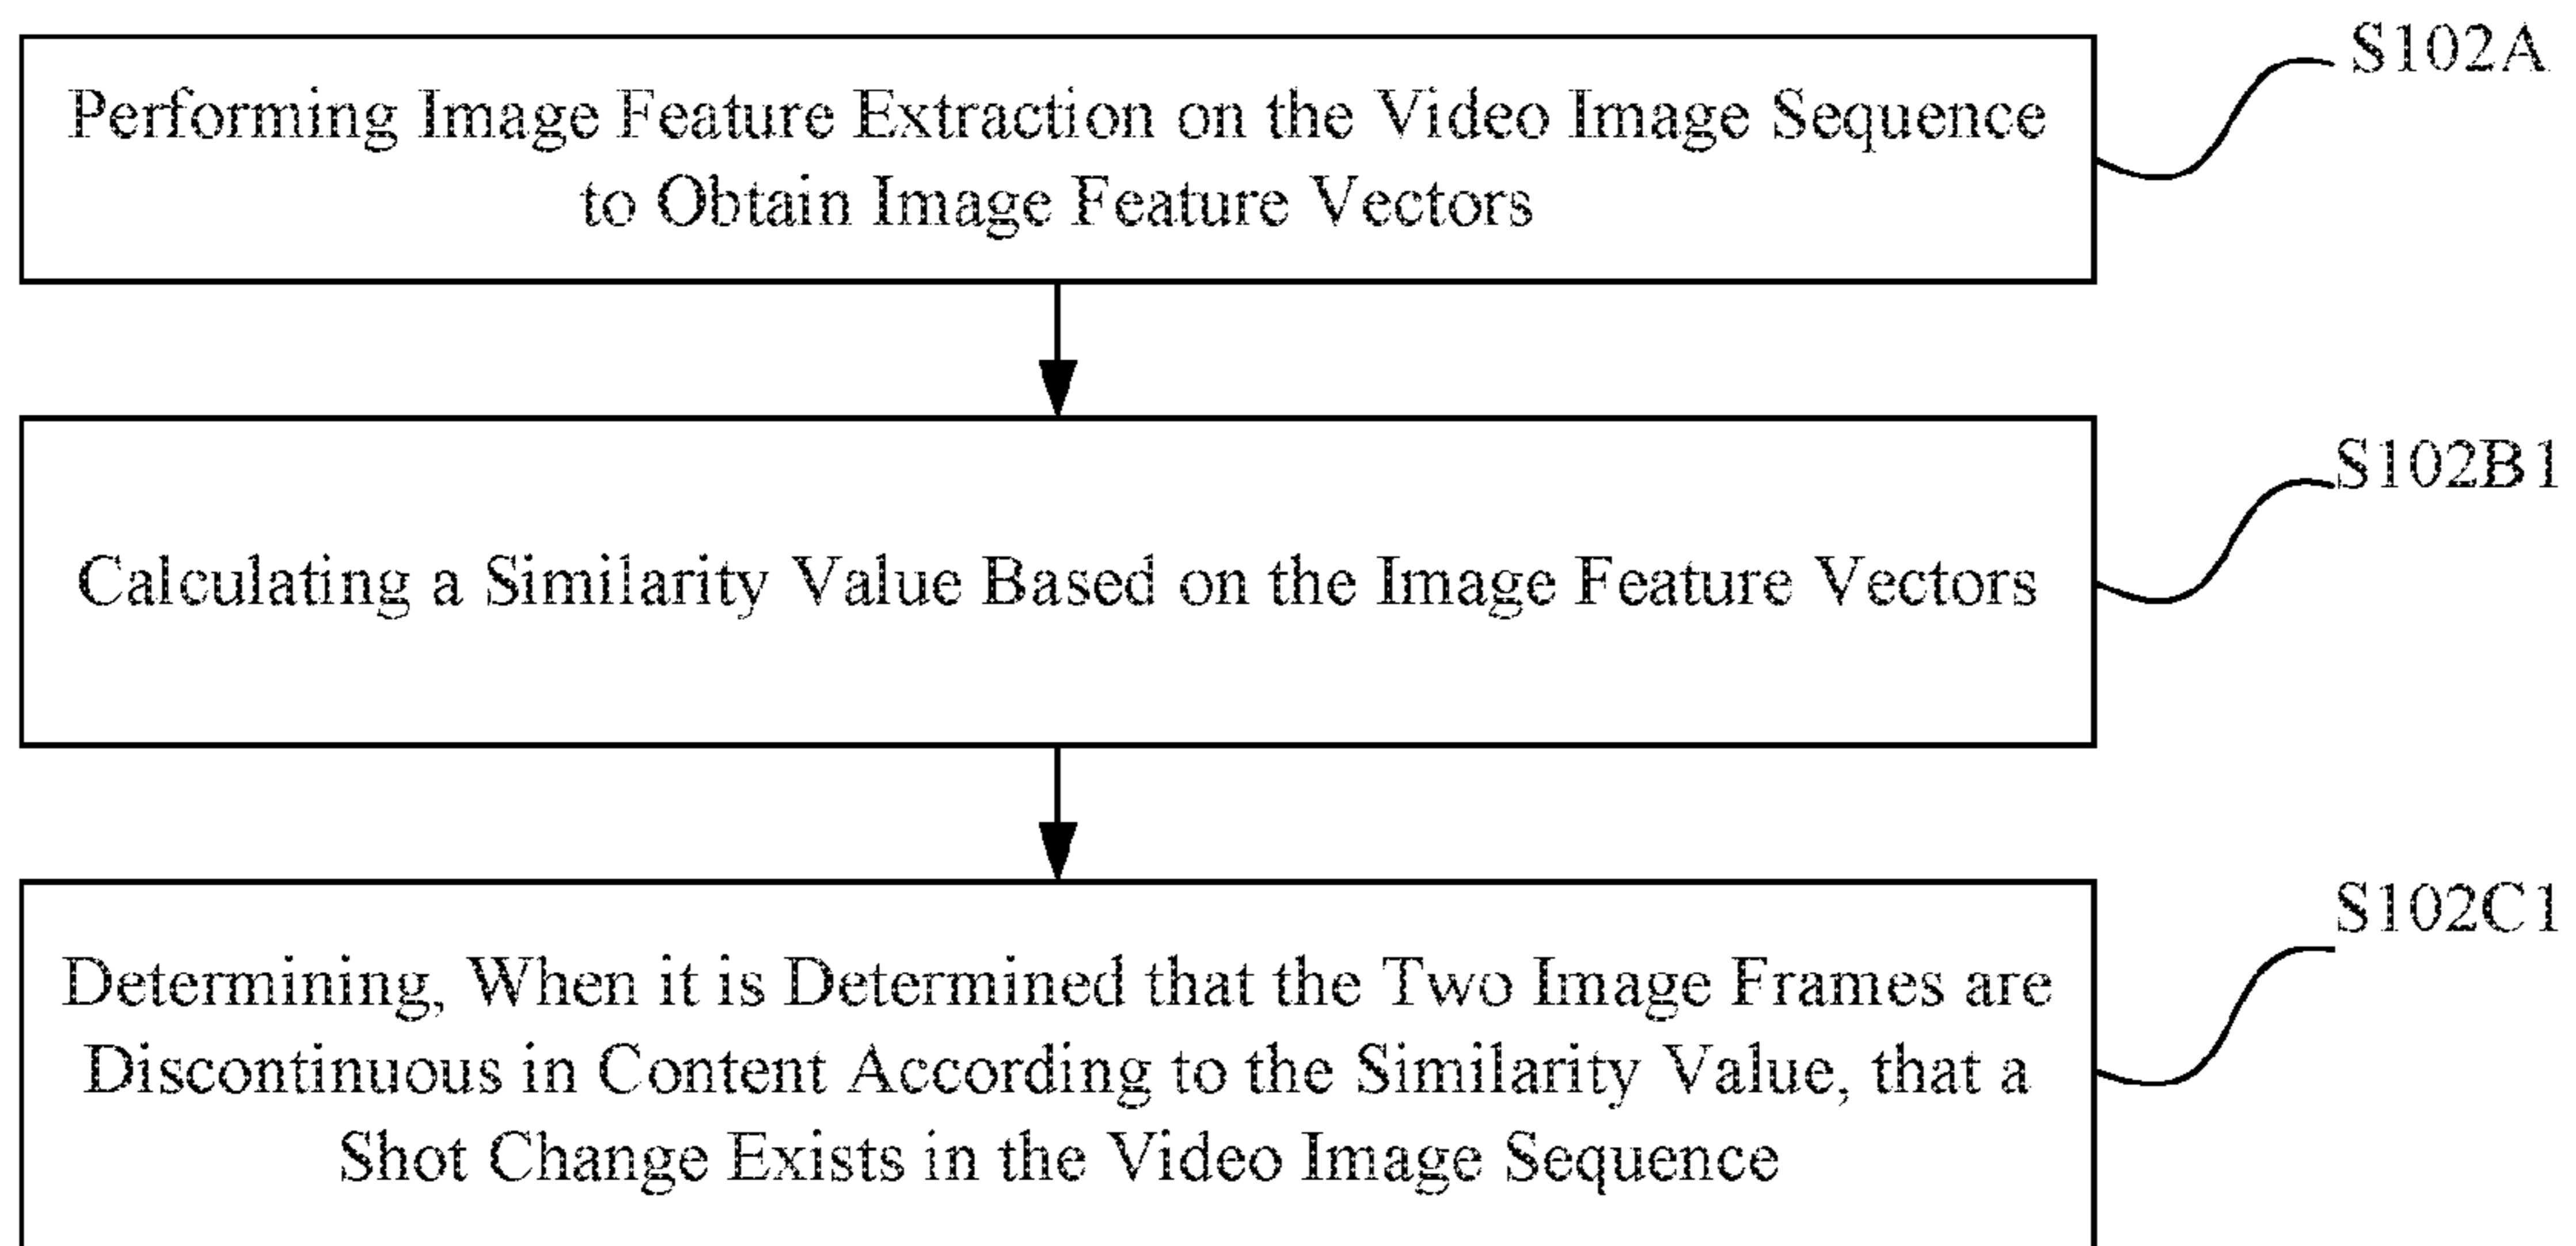 S102A
Performing Image Feature Extraction on the Video Image Sequence
to Obtain Image Feature Vectors
S102B1
Calculating a Similarity Value Based on the Image Feature Vectors
S102C1
Determining, When it is Determined that the Two Image Frames are
Discontinuous in Content According to the Similarity Value, that a
Shot Change Exists in the Video Image Sequence